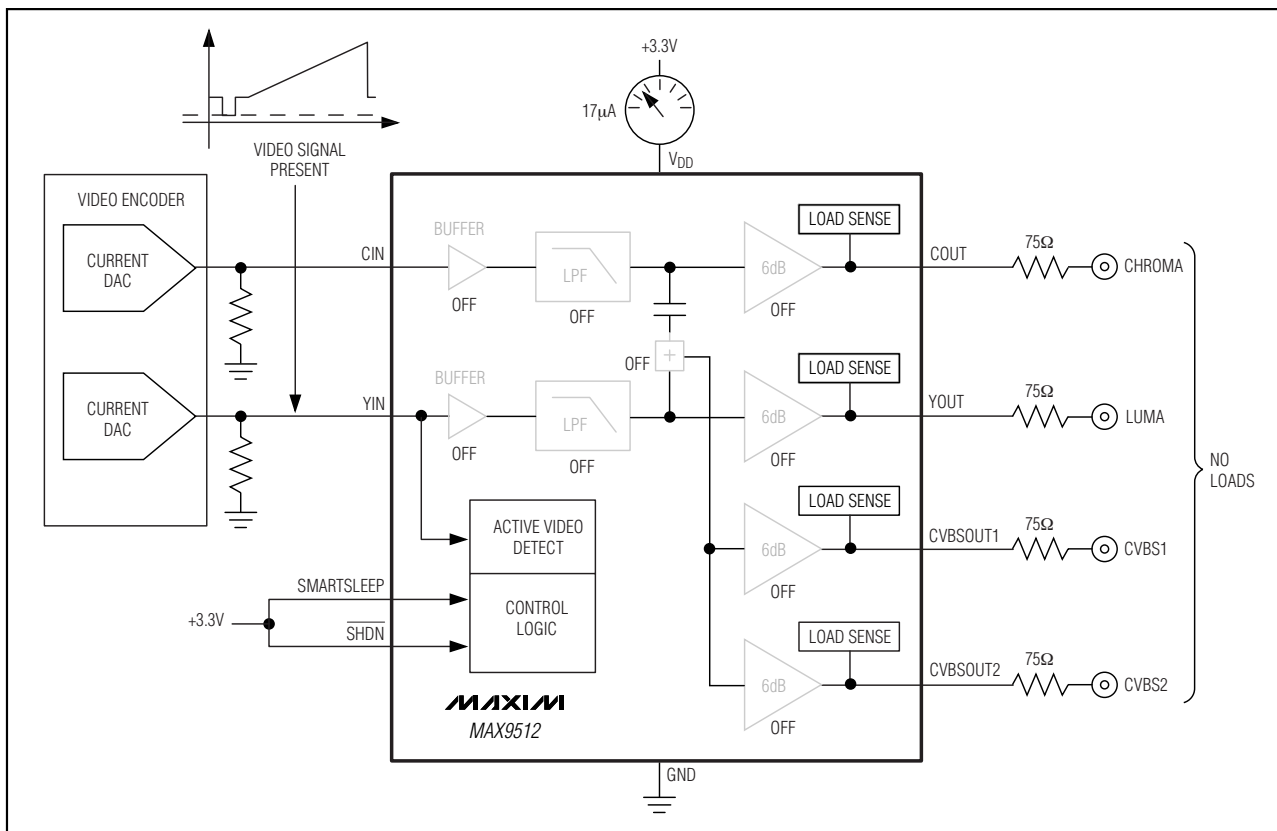 +3.3V
17μA
VDD
VIDEO SIGNAL
PRESENT
VIDEO ENCODER
CURRENT
DAC
CIN
BUFFER
OFF
LPF
OFF
6dB
OFF
LOAD SENSE
COUT
75Ω
CHROMA
OFF
+
CURRENT
DAC
YIN
BUFFER
OFF
LPF
OFF
6dB
OFF
LOAD SENSE
YOUT
75Ω
LUMA
NO
LOADS
ACTIVE VIDEO
DETECT
CONTROL
LOGIC
SMARTSLEEP
+3.3V
SHDN
6dB
OFF
LOAD SENSE
CVBSOUT1
75Ω
CVBS1
6dB
OFF
LOAD SENSE
CVBSOUT2
75Ω
CVBS2
MAXIM
MAX9512
GND